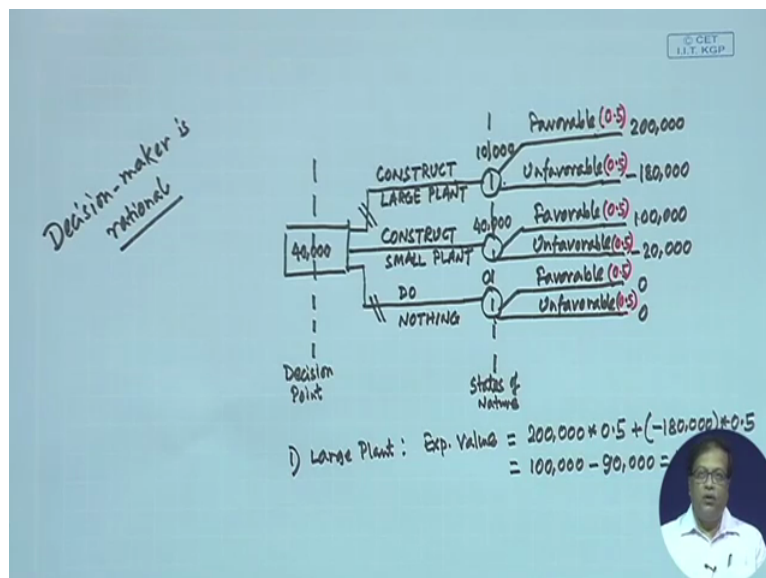 © CET
I.I.T. KGP
Decision-maker is
rational
Favorable (0.5) 200,000
10,000
CONSTRUCT
LARGE PLANT
1
Unfavorable (0.5) -180,000
40,000
CONSTRUCT
SMALL PLANT
40,000
1
Favorable (0.5) 100,000
Unfavorable (0.5) -20,000
DO
NOTHING
0
1
Favorable (0.5) 0
Unfavorable (0.5) 0
Decision
Point
States of
Nature
1) Large Plant: Exp. Value = 200,000 * 0.5 + (-180,000) * 0.5
= 100,000 - 90,000 =